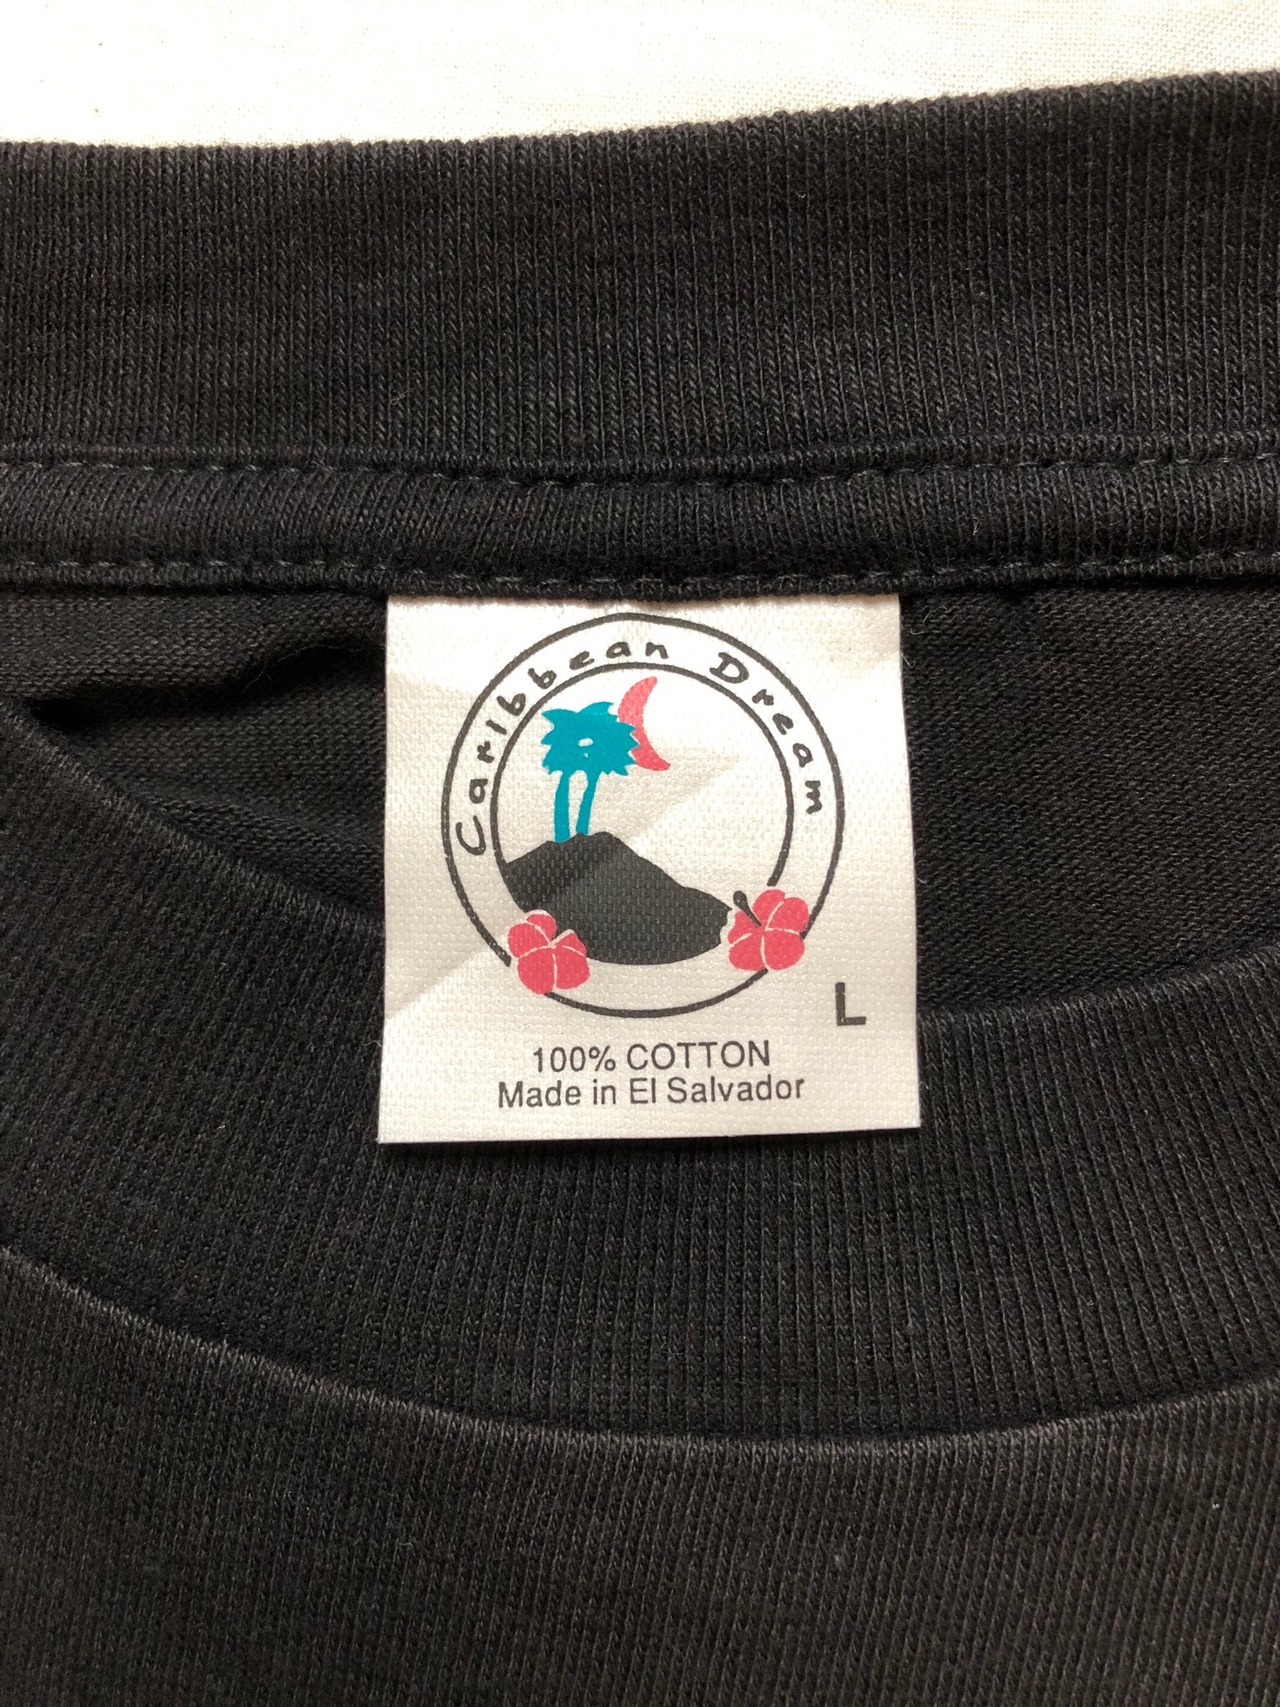 Caribbean Dream
L
100% COTTON
Made in El Salvador